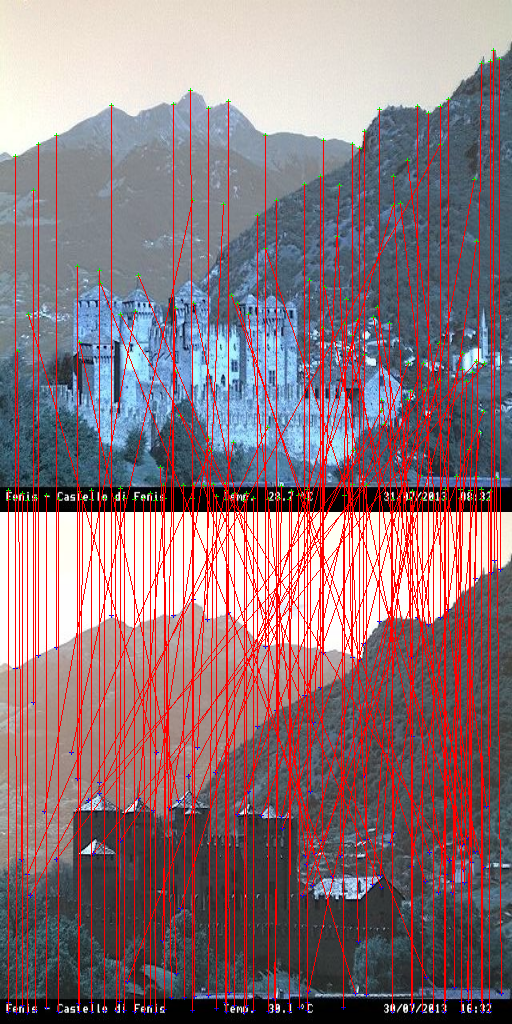 Fenis - Castello di Fenis Temp. 28.7 °C 31/07/2013 08:32
Fenis - Castello di Fenis Temp. 30.1 °C 30/07/2013 16:32